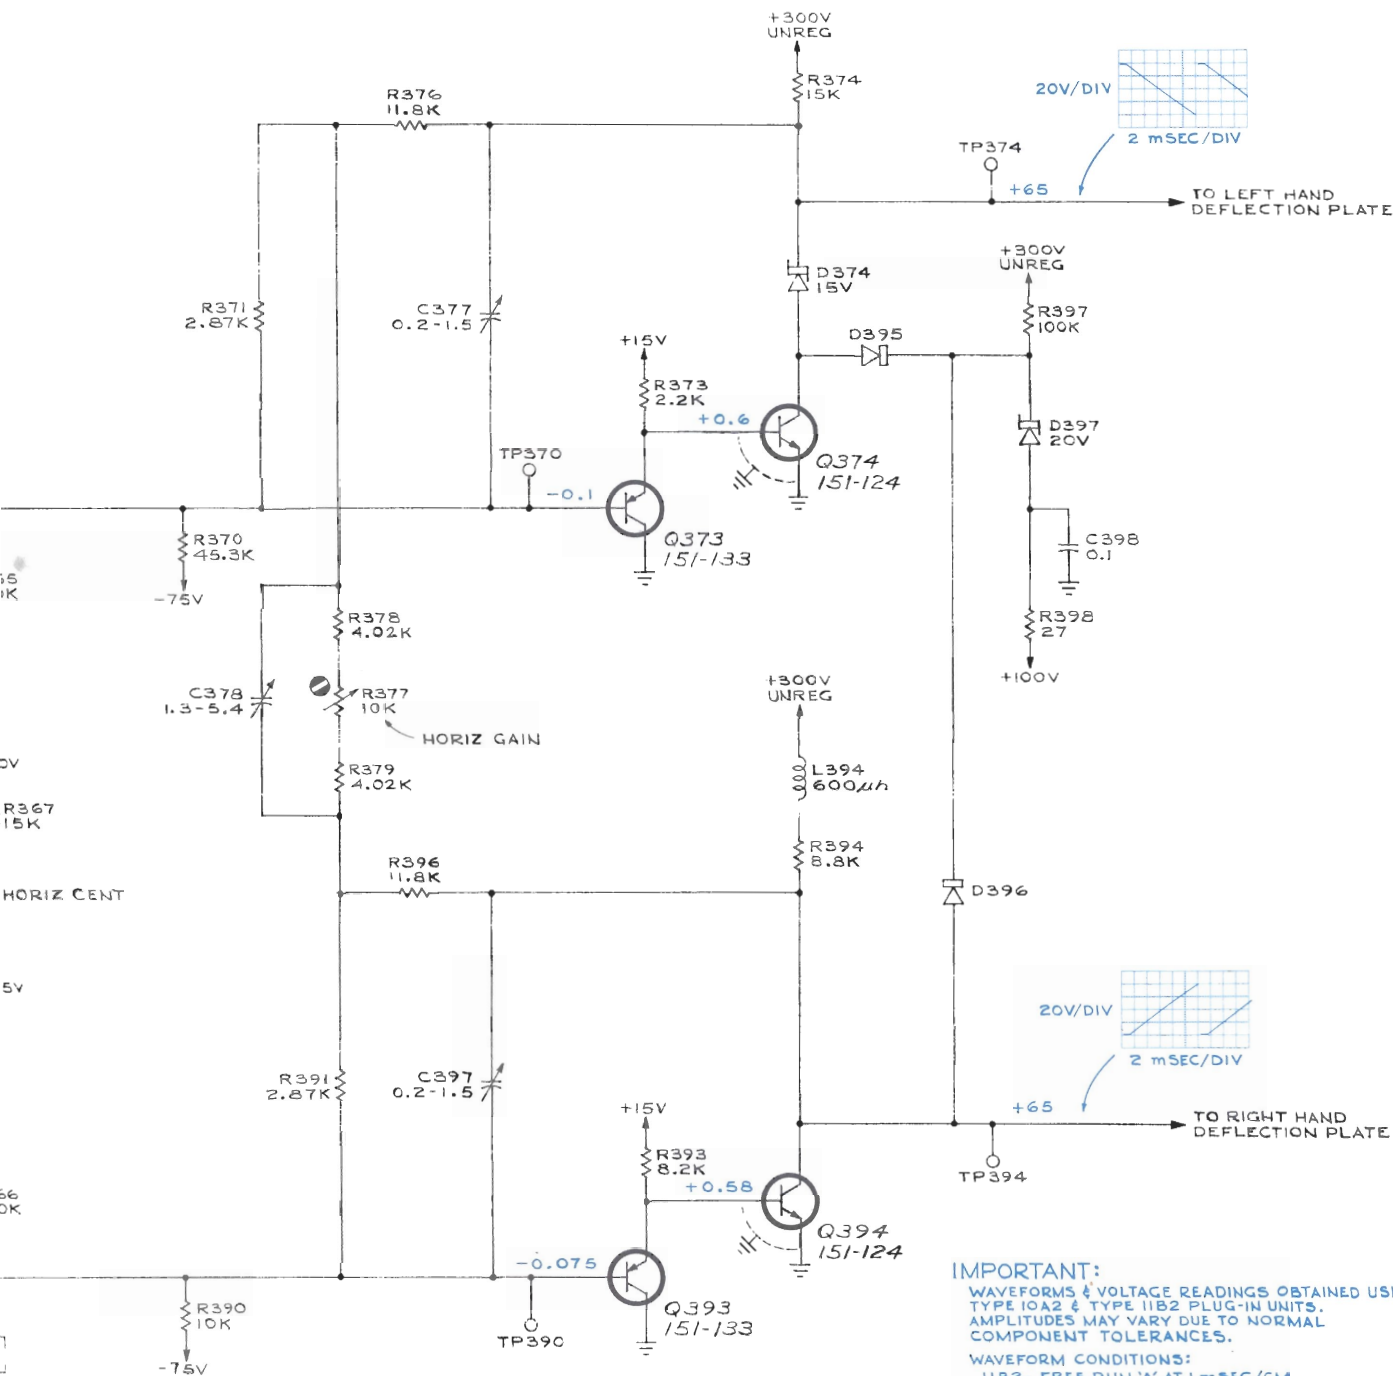 +300V
UNREG
R374
15K
20V/DIV
2 mSEC/DIV
R376
11.8K
TP374
+65
TO LEFT HAND
DEFLECTION PLATE
+300V
UNREG
D374
15V
R397
100K
R371
2.87K
C377
0.2-1.5
+15V
D395
R373
2.2K
+0.6
D397
20V
TP370
Q374
151-124
-0.1
R370
45.3K
Q373
151-133
C398
0.1
-75V
R378
4.02K
R398
27
+100V
C378
1.3-5.4
R377
10K
HORIZ GAIN
+300V
UNREG
R379
4.02K
L394
600µh
R367
15K
R396
11.8K
R394
8.8K
HORIZ CENT
D396
5V
20V/DIV
2 mSEC/DIV
R391
2.87K
C397
0.2-1.5
+15V
+65
TO RIGHT HAND
DEFLECTION PLATE
R393
8.2K
TP394
+0.58
Q394
151-124
-0.075
R390
10K
Q393
151-133
TP390
-75V
IMPORTANT:
WAVEFORMS & VOLTAGE READINGS OBTAINED
TYPE 10A2 & TYPE 11B2 PLUG-IN UNITS.
AMPLITUDES MAY VARY DUE TO NORMAL
COMPONENT TOLERANCES.
WAVEFORM CONDITIONS: